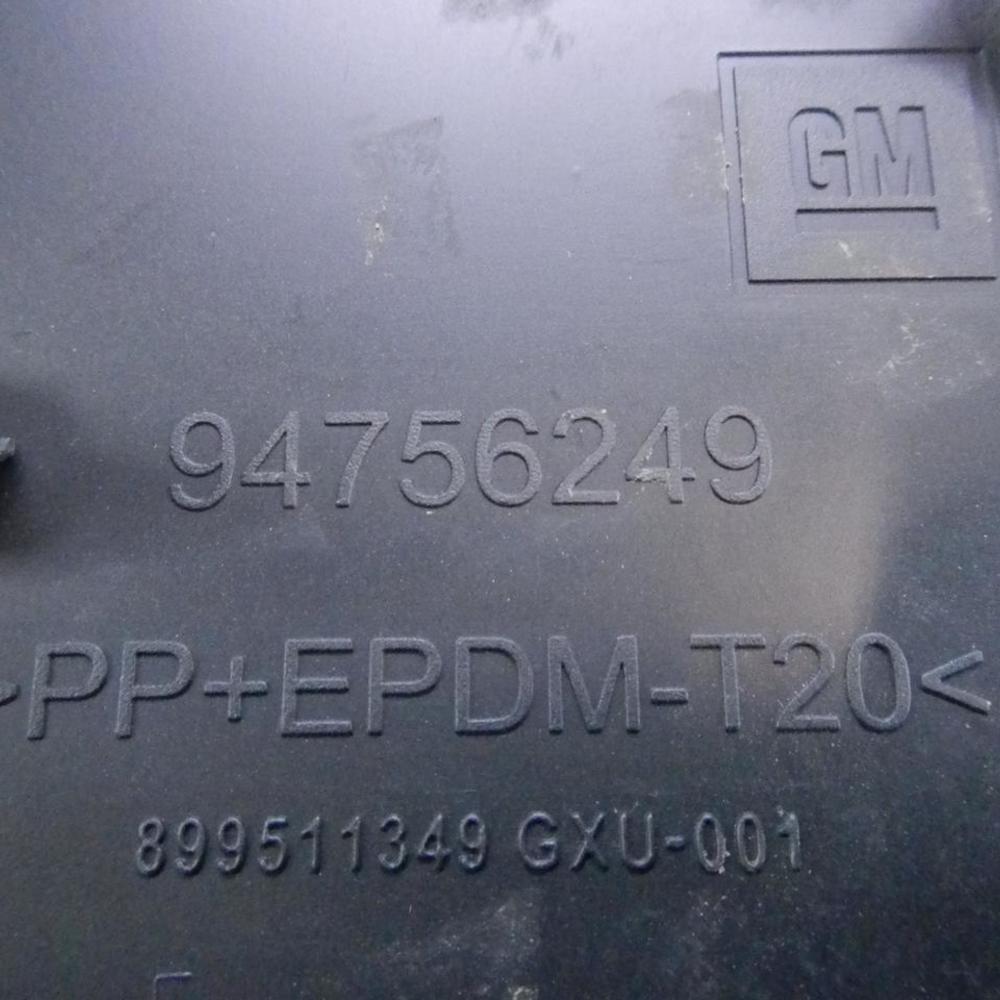 GM
94756249
>PP+EPDM-T20<
899511349 GXU-001